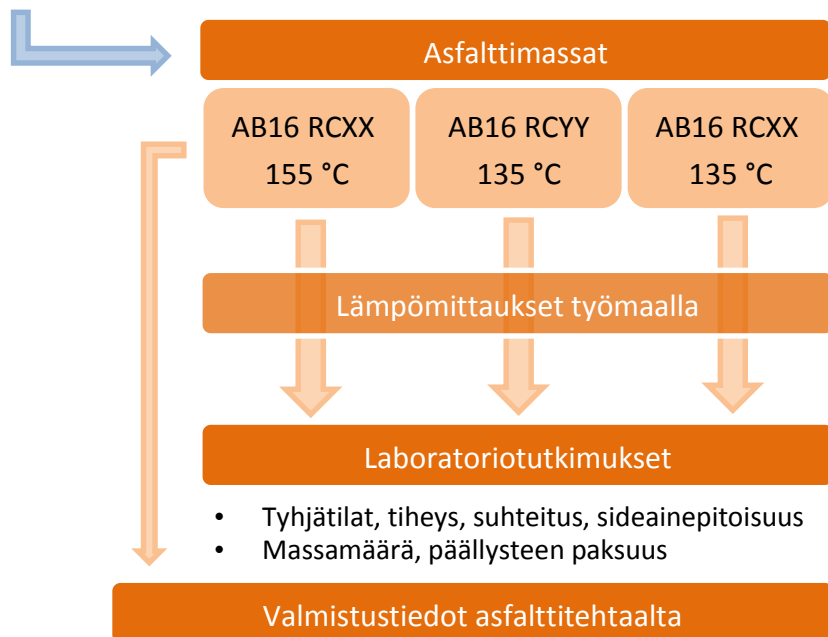 Asfalttimassat
AB16 RCXX
155 °C
AB16 RCYY
135 °C
AB16 RCXX
135 °C
Lämpömittaukset työmaalla
Laboratoriotutkimukset
• Tyhjätilat, tiheys, suhteitus, sideainepitoisuus
• Massamäärä, päällysteen paksuus
Valmistustiedot asfalttitehtaalta